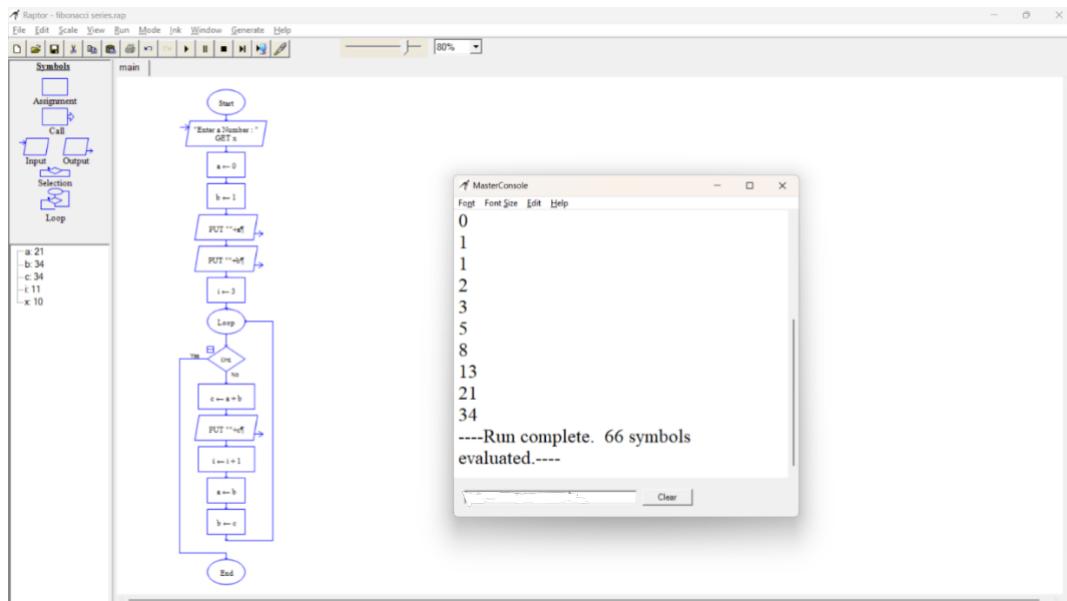 Raptor - fibonacci series.rap
File Edit Scale View Run Mode Ink Window Generate Help
80%
Symbols
Assignment
Call
Input Output
Selection
Loop
a: 21
b: 34
c: 34
i: 11
x: 10
main
Start
"Enter a Number : "
GET x
a ← 0
b ← 1
PUT ""+a¶
PUT ""+b¶
i ← 3
Loop
Yes
i>x
No
c ← a + b
PUT ""+c¶
i ← i + 1
a ← b
b ← c
End
MasterConsole
Font Font Size Edit Help
0
1
1
2
3
5
8
13
21
34
----Run complete. 66 symbols
evaluated.----
Clear